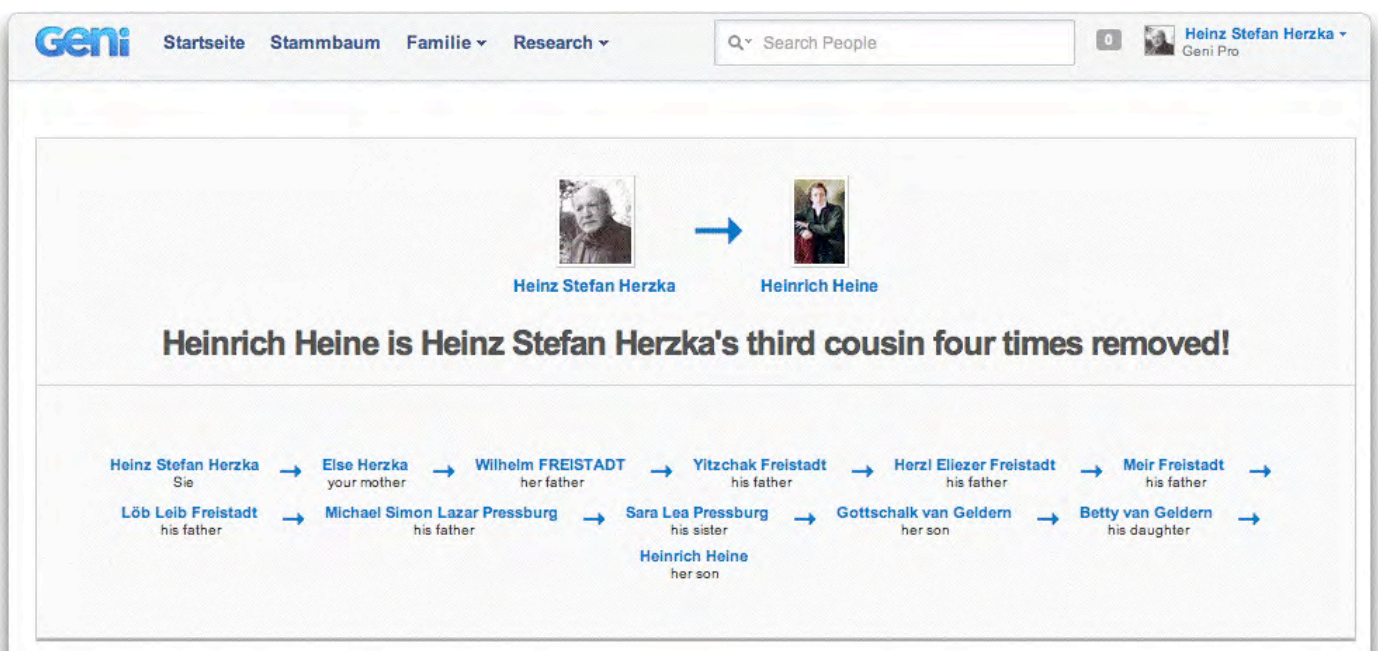 Geni Startseite Stammbaum Familie Research Search People 0 Heinz Stefan Herzka
Geni Pro
Heinz Stefan Herzka Heinrich Heine
Heinrich Heine is Heinz Stefan Herzka's third cousin four times removed!
Heinz Stefan Herzka → Else Herzka → Wilhelm FREISTADT → Yitzchak Freistadt → Herzl Eliezer Freistadt → Meir Freistadt →
Sie your mother her father his father his father his father
Löb Leib Freistadt → Michael Simon Lazar Pressburg → Sara Lea Pressburg → Gottschalk van Geldern → Betty van Geldern →
his father his father his sister her son his daughter
Heinrich Heine
her son